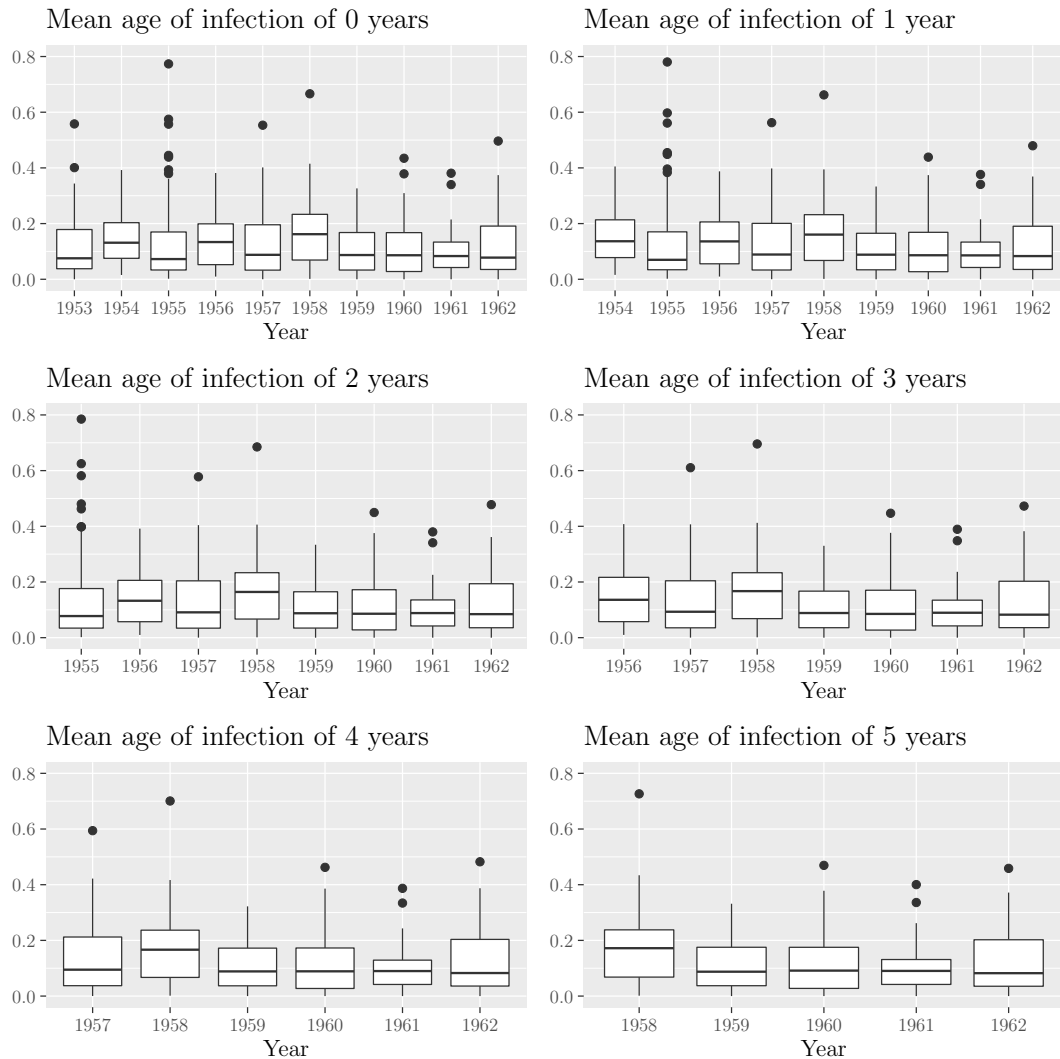 Mean age of infection of 0 years
0.8
0.6
0.4
0.2
0.0
1953 1954 1955 1956 1957 1958 1959 1960 1961 1962
Year
Mean age of infection of 1 year
0.8
0.6
0.4
0.2
0.0
1954 1955 1956 1957 1958 1959 1960 1961 1962
Year
Mean age of infection of 2 years
0.8
0.6
0.4
0.2
0.0
1955 1956 1957 1958 1959 1960 1961 1962
Year
Mean age of infection of 3 years
0.8
0.6
0.4
0.2
0.0
1956 1957 1958 1959 1960 1961 1962
Year
Mean age of infection of 4 years
0.8
0.6
0.4
0.2
0.0
1957 1958 1959 1960 1961 1962
Year
Mean age of infection of 5 years
0.8
0.6
0.4
0.2
0.0
1958 1959 1960 1961 1962
Year